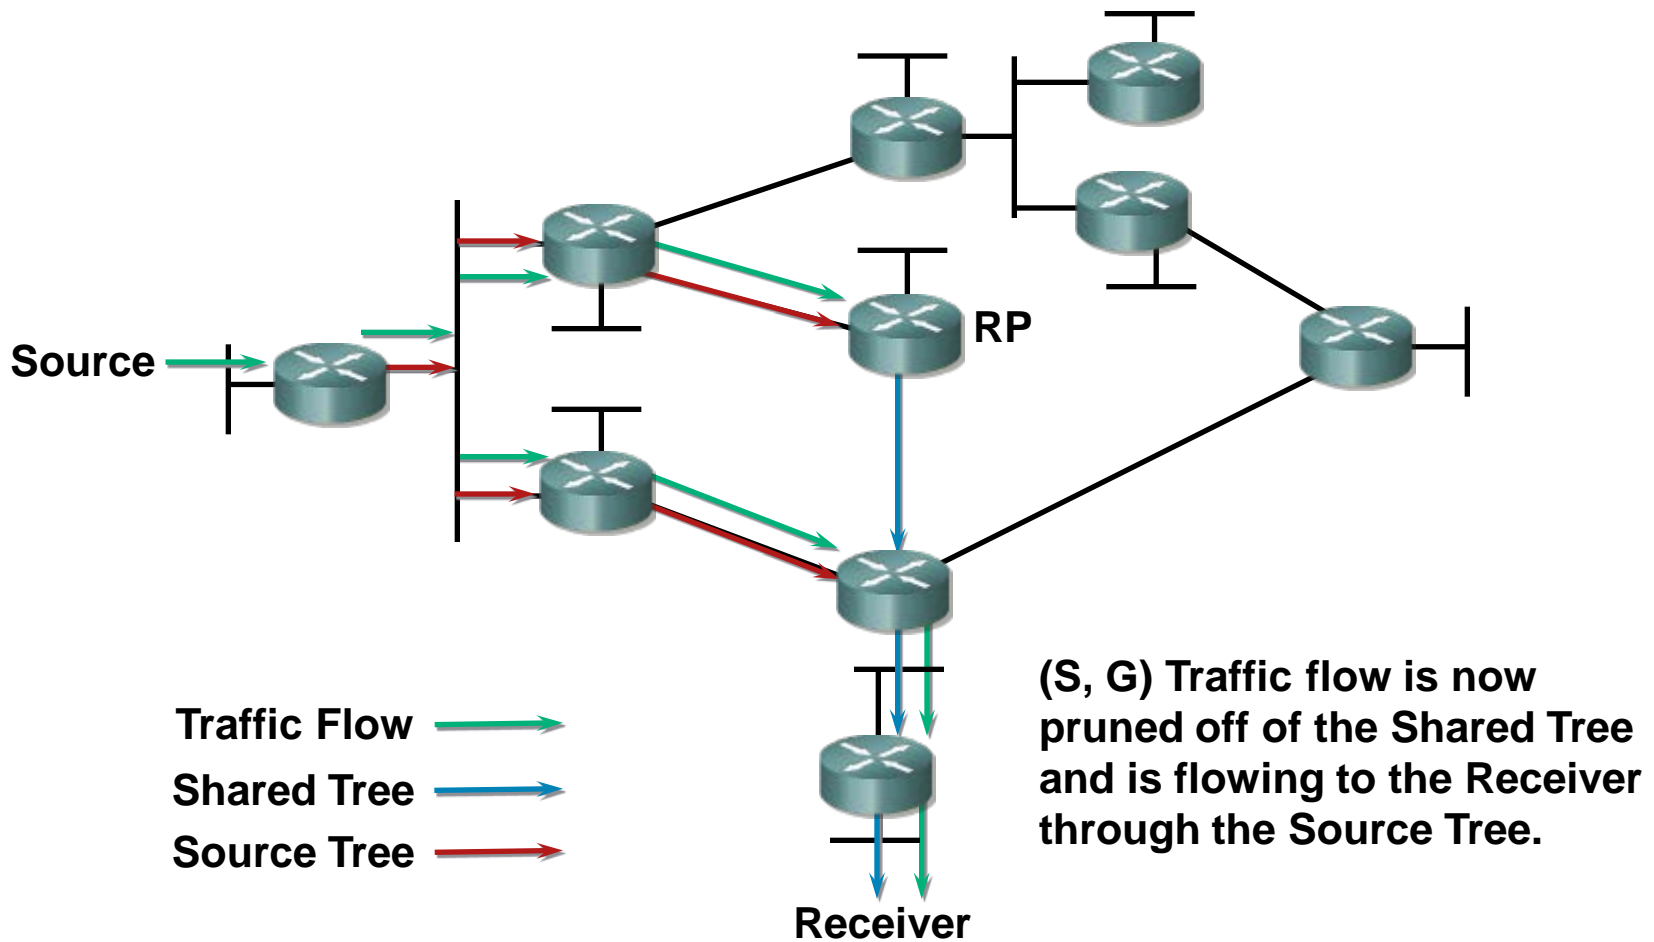 RP
Source
(S, G) Traffic flow is now
pruned off of the Shared Tree
and is flowing to the Receiver
through the Source Tree.
Traffic Flow
Shared Tree
Source Tree
Receiver